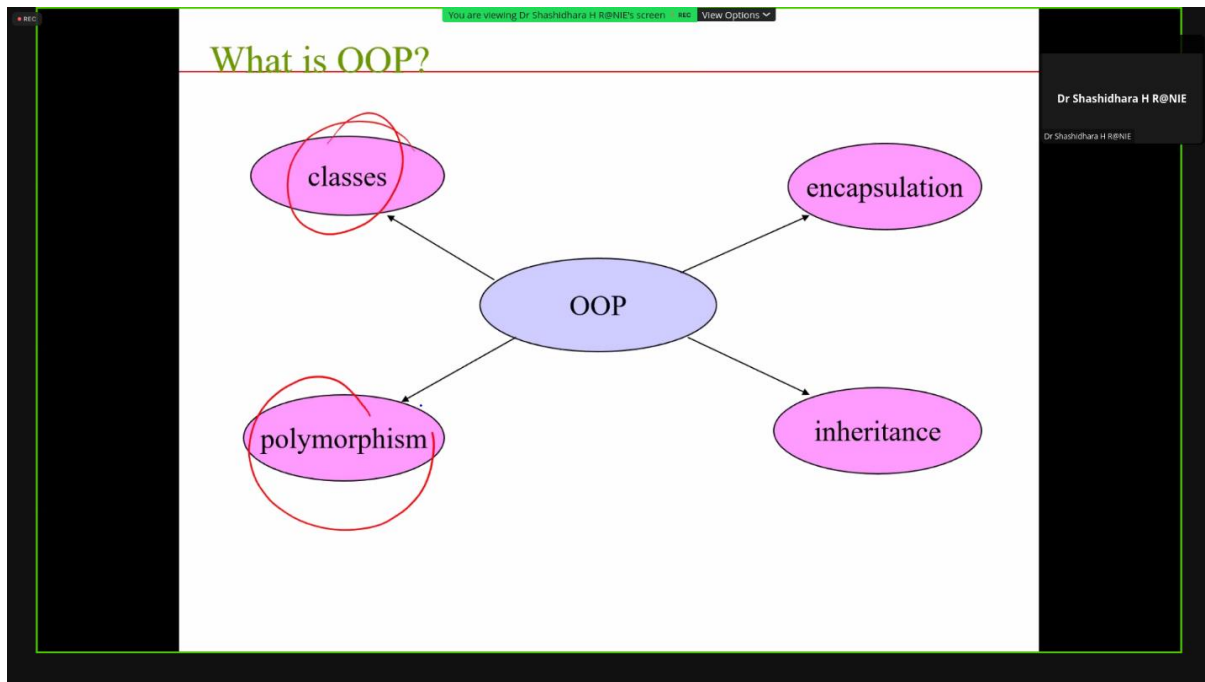 You are viewing Dr Shashidhara H R@NIE's screen REC View Options
REC
What is OOP?
Dr Shashidhara H R@NIE
Dr Shashidhara H R@NIE
classes
encapsulation
OOP
polymorphism
inheritance